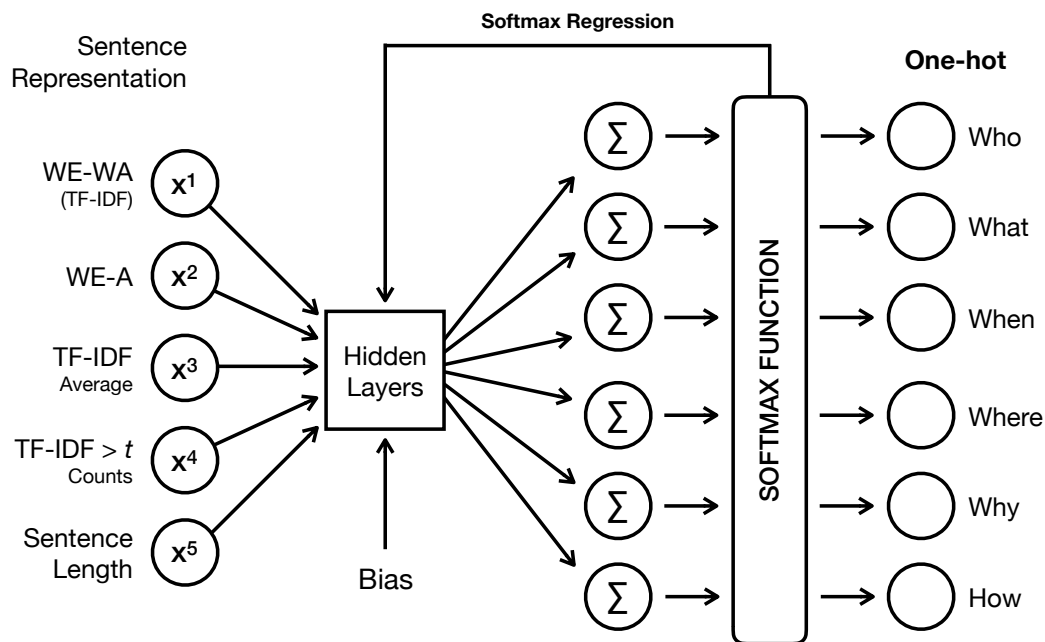 Softmax Regression
Sentence
Representation
One-hot
WE-WA
(TF-IDF)
x1
WE-A
x2
TF-IDF
Average
x3
TF-IDF > t
Counts
x4
Sentence
Length
x5
Hidden
Layers
Bias
∑
∑
∑
∑
∑
∑
SOFTMAX FUNCTION
Who
What
When
Where
Why
How